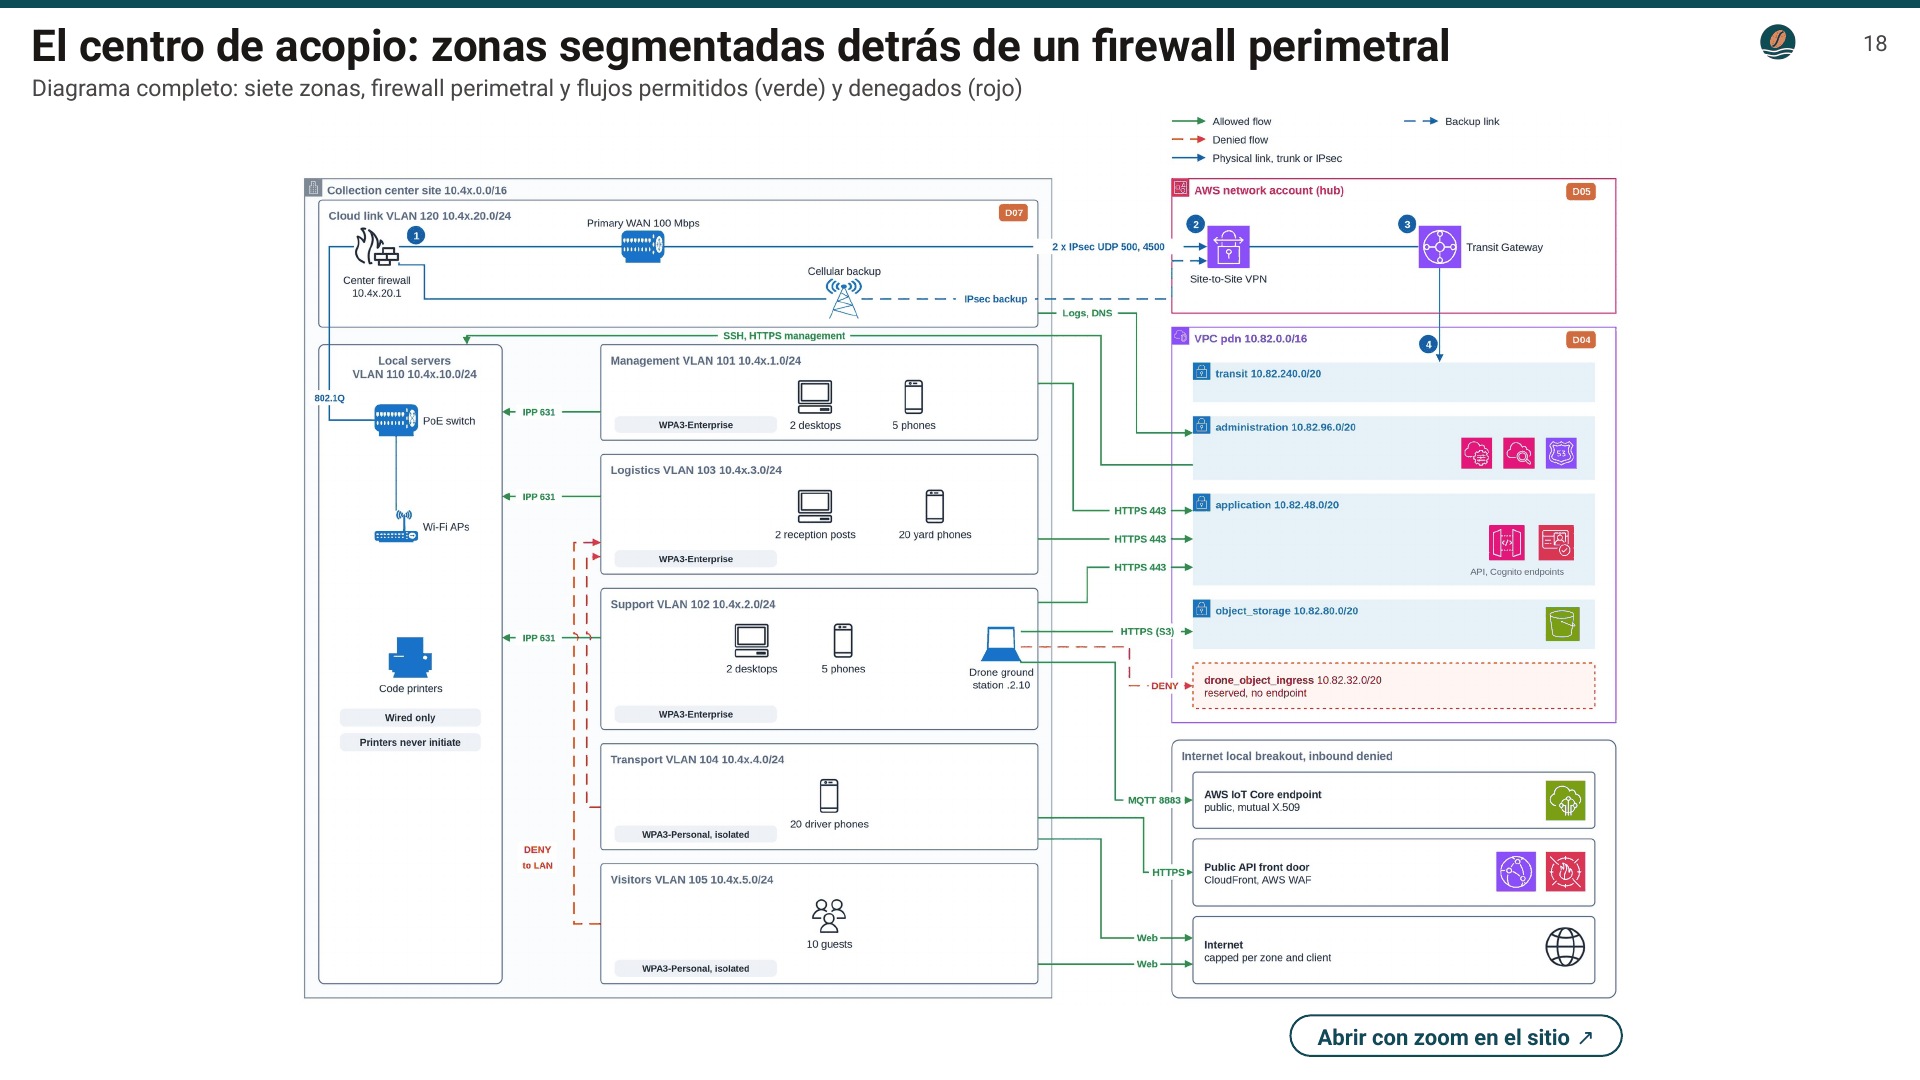 El centro de acopio: zonas segmentadas detrás de un firewall perimetral
18
Diagrama completo: siete zonas, firewall perimetral y flujos permitidos (verde) y denegados (rojo)
Allowed flow
Backup link
Denied flow
Physical link, trunk or IPsec
Collection center site 10.4x.0.0/16
Cloud link VLAN 120 10.4x.20.0/24
D07
1
Primary WAN 100 Mbps
Center firewall
10.4x.20.1
Cellular backup
2 x IPsec UDP 500, 4500
IPsec backup
Logs, DNS
SSH, HTTPS management
AWS network account (hub)
D05
2
3
Site-to-Site VPN
Transit Gateway
Local servers
VLAN 110 10.4x.10.0/24
802.1Q
PoE switch
Wi-Fi APs
Code printers
Wired only
Printers never initiate
IPP 631
IPP 631
IPP 631
DENY
to LAN
Management VLAN 101 10.4x.1.0/24
WPA3-Enterprise
2 desktops
5 phones
Logistics VLAN 103 10.4x.3.0/24
2 reception posts
20 yard phones
WPA3-Enterprise
Support VLAN 102 10.4x.2.0/24
2 desktops
5 phones
Drone ground
station .2.10
WPA3-Enterprise
Transport VLAN 104 10.4x.4.0/24
20 driver phones
WPA3-Personal, isolated
Visitors VLAN 105 10.4x.5.0/24
10 guests
WPA3-Personal, isolated
HTTPS 443
HTTPS 443
HTTPS 443
HTTPS (S3)
DENY
MQTT 8883
HTTPS
Web
Web
VPC pdn 10.82.0.0/16
D04
4
transit 10.82.240.0/20
administration 10.82.96.0/20
53
application 10.82.48.0/20
API, Cognito endpoints
object_storage 10.82.80.0/20
drone_object_ingress 10.82.32.0/20
reserved, no endpoint
Internet local breakout, inbound denied
AWS IoT Core endpoint
public, mutual X.509
Public API front door
CloudFront, AWS WAF
Internet
capped per zone and client
Abrir con zoom en el sitio ↗